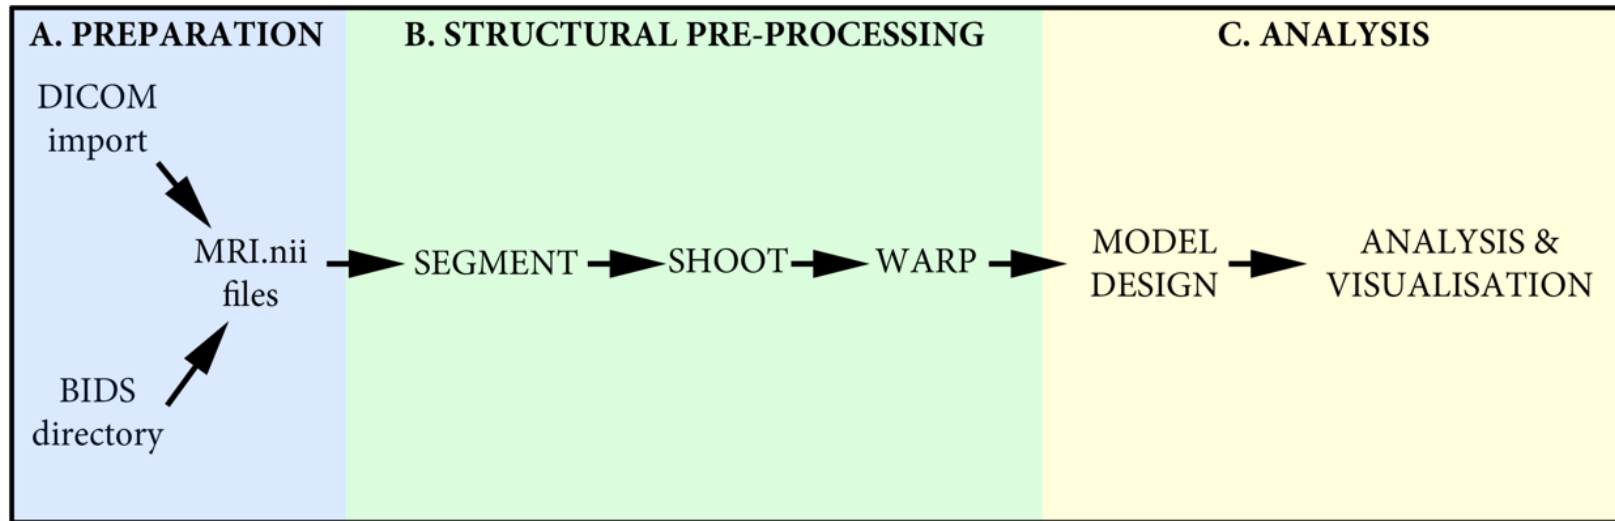 A. PREPARATION
DICOM
import
MRI.nii
files
BIDS
directory
B. STRUCTURAL PRE-PROCESSING
SEGMENT
SHOOT
WARP
C. ANALYSIS
MODEL
DESIGN
ANALYSIS &
VISUALISATION